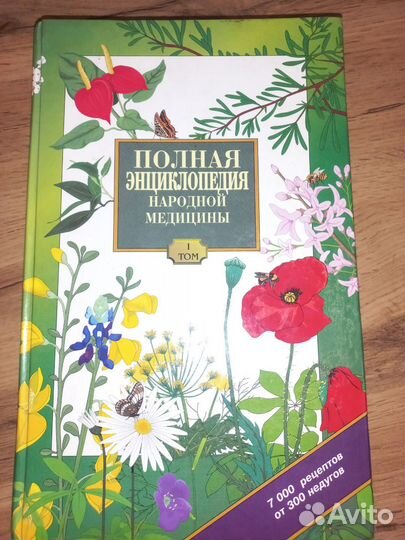 ПОЛНАЯ
ЭНЦИКЛОПЕДИЯ
НАРОДНОЙ
МЕДИЦИНЫ
I
ТОМ
7 000 рецептов
от 300 недугов
Avito